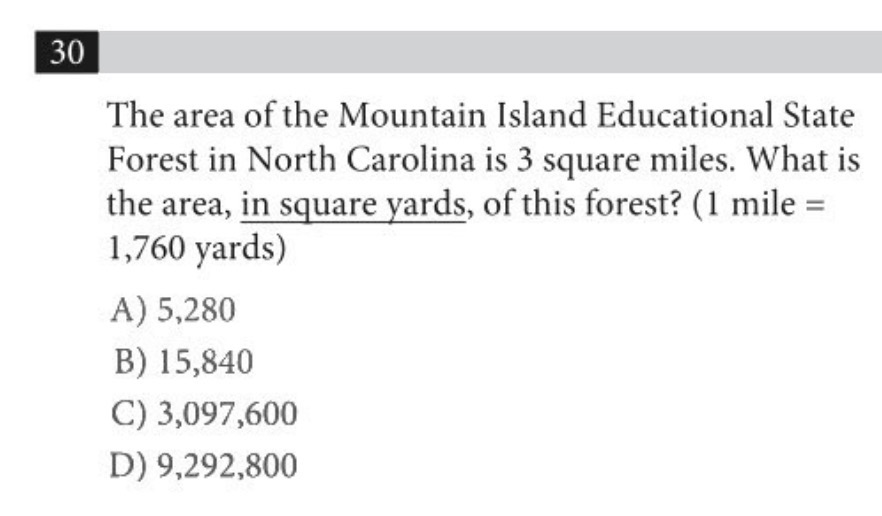 30
The area of the Mountain Island Educational State
Forest in North Carolina is 3 square miles. What is
the area, in square yards, of this forest? (1 mile =
1,760 yards)
A) 5,280
B) 15,840
C) 3,097,600
D) 9,292,800